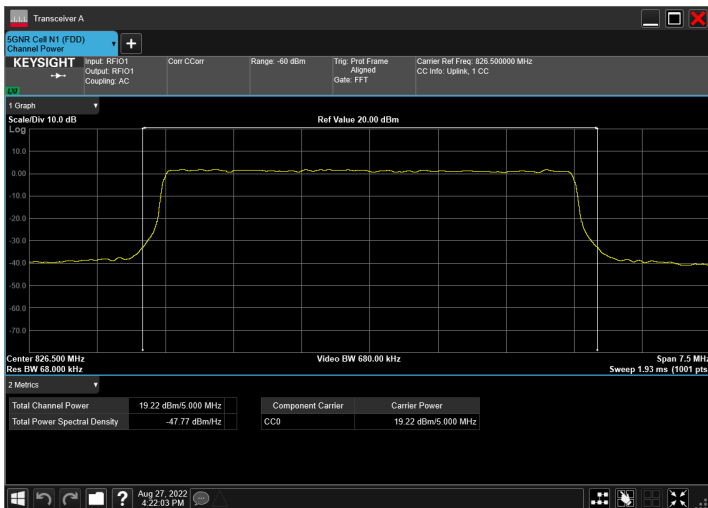 Transceiver A
5GNR Cell N1 (FDD)
Channel Power
+
KEYSIGHT
LXI
Input: RFIO1
Output: RFIO1
Coupling: AC
Corr CCorr
Range: -60 dBm
Trig: Prot Frame
Aligned
Gate: FFT
Carrier Ref Freq: 826.500000 MHz
CC Info: Uplink, 1 CC
1 Graph
Scale/Div 10.0 dB
Ref Value 20.00 dBm
Log
10.0
0.00
-10.0
-20.0
-30.0
-40.0
-50.0
-60.0
-70.0
Center 826.500 MHz
Video BW 680.00 kHz
Span 7.5 MHz
Res BW 68.000 kHz
Sweep 1.93 ms (1001 pts
2 Metrics
Total Channel Power 19.22 dBm/5.000 MHz
Total Power Spectral Density -47.77 dBm/Hz
Component Carrier Carrier Power
CC0 19.22 dBm/5.000 MHz
?
Aug 27, 2022
4:22:03 PM